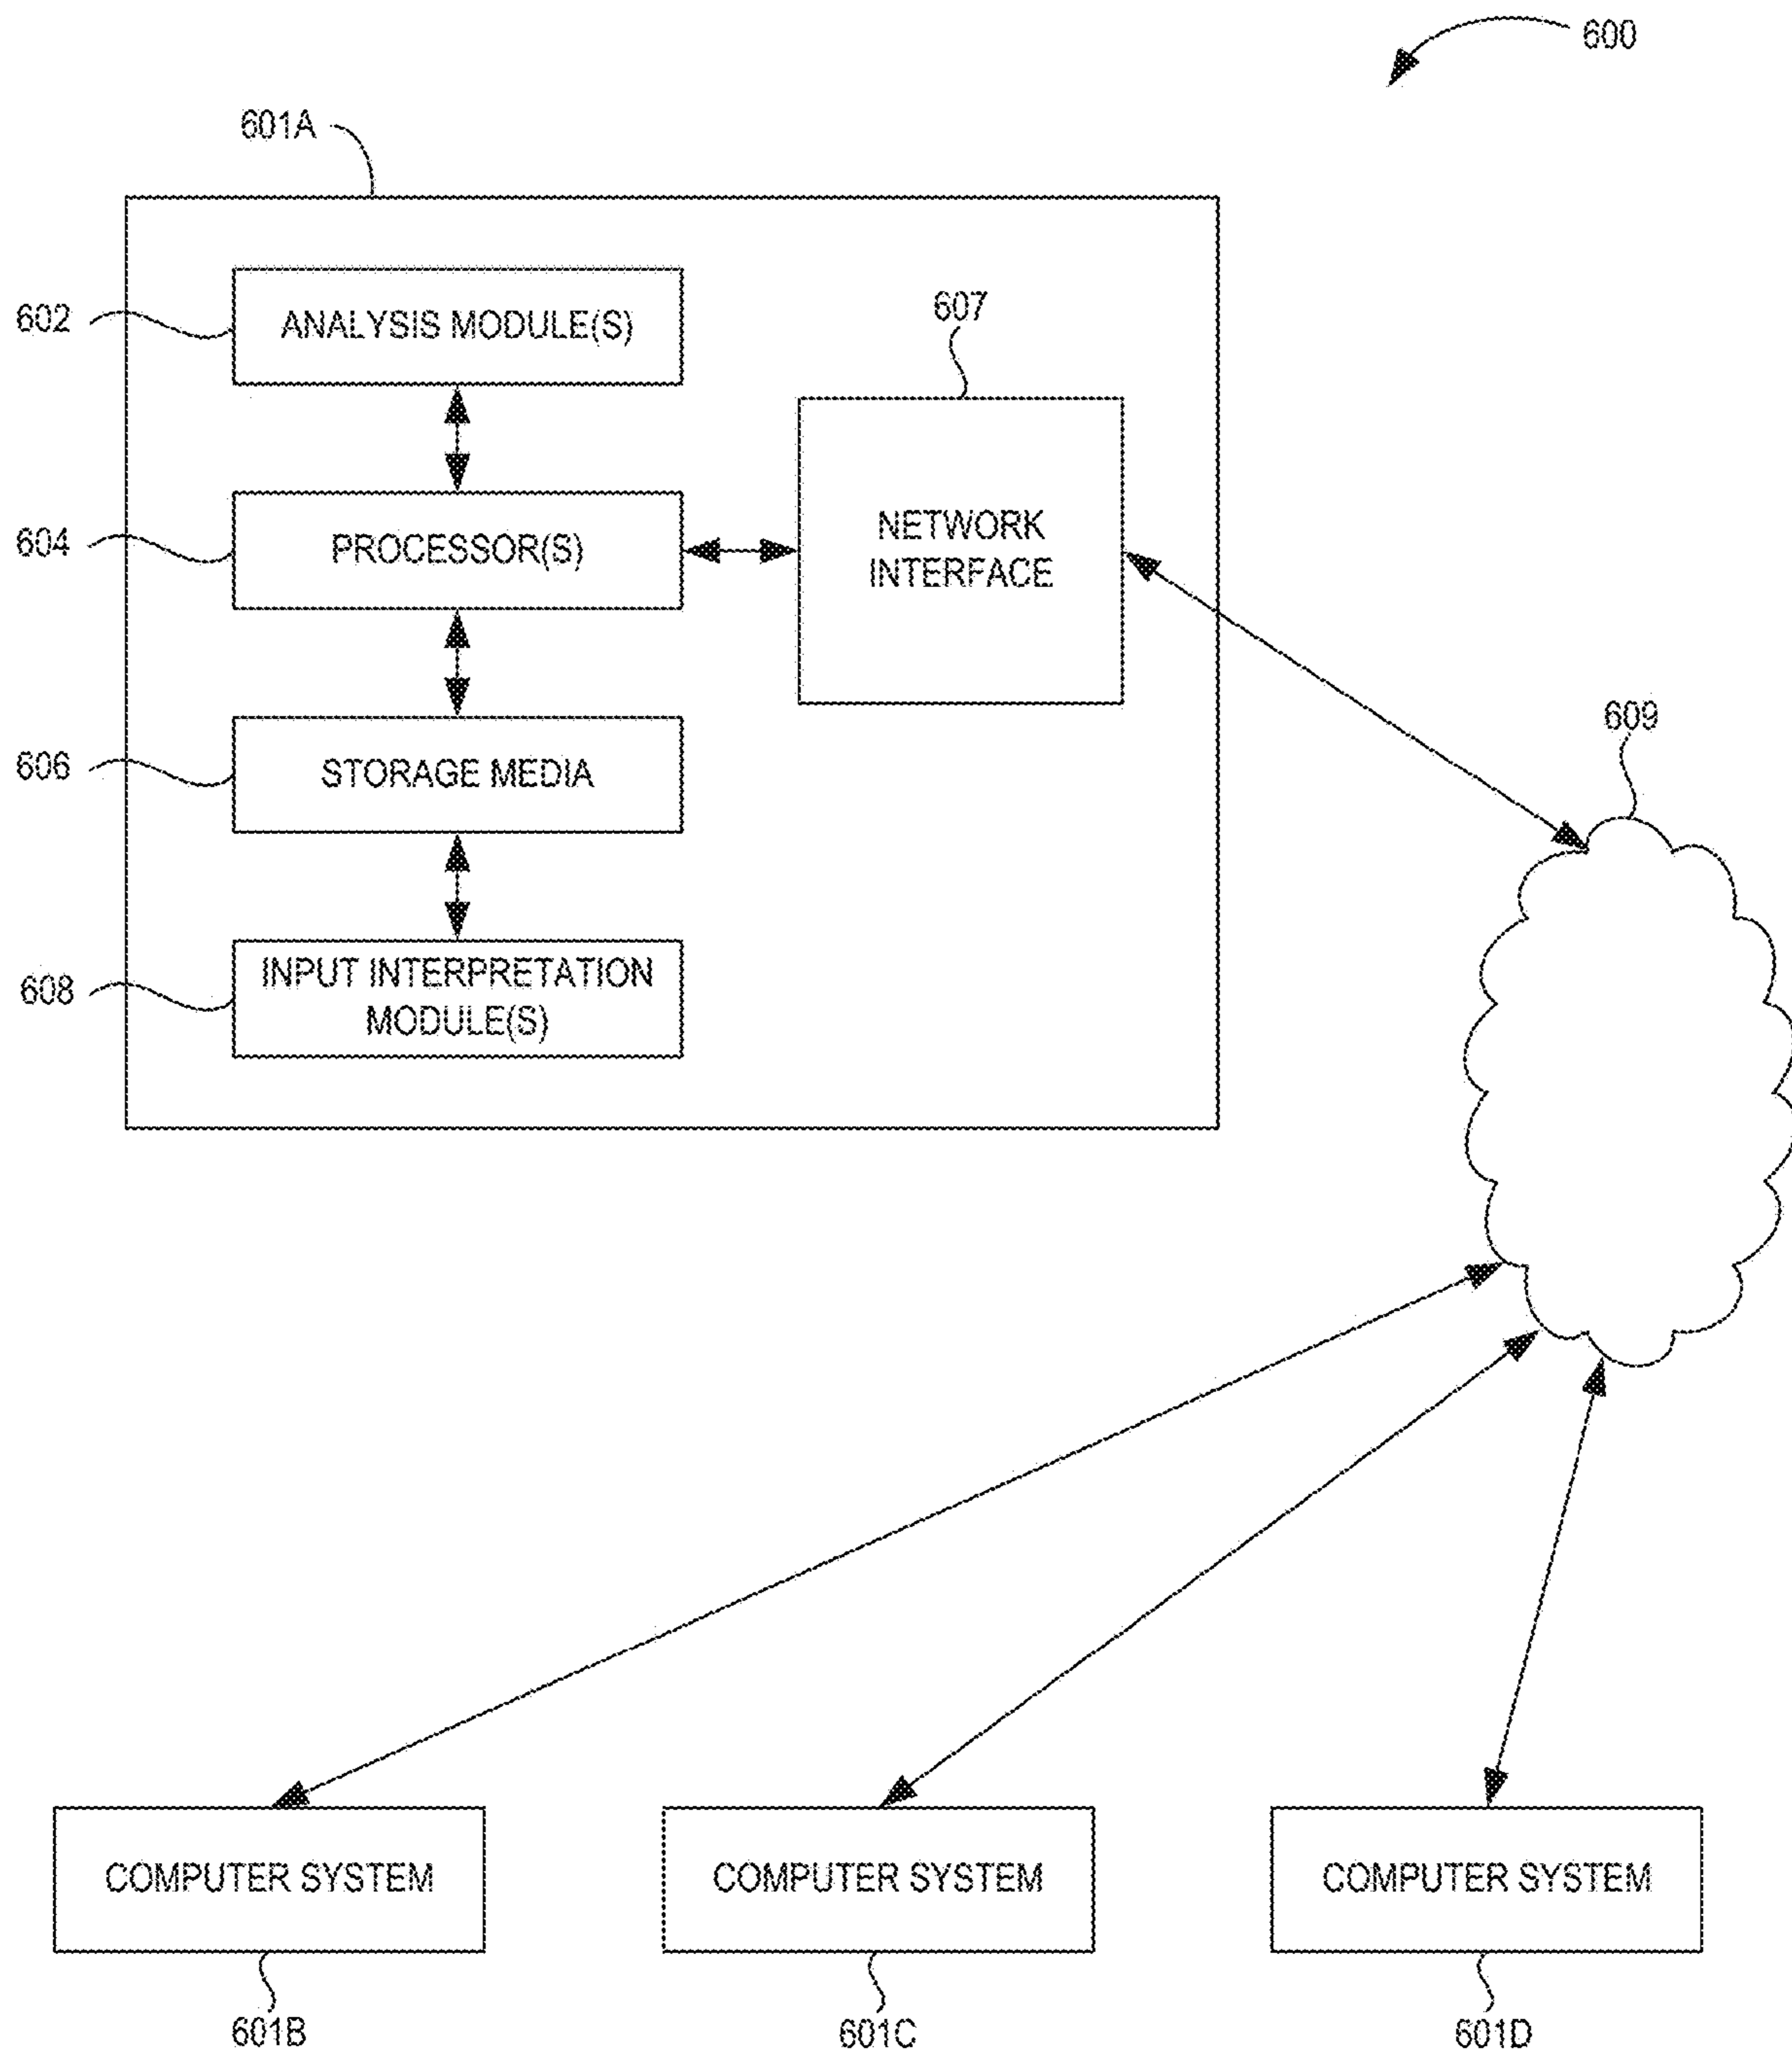 600
601A
602
ANALYSIS MODULE(S)
607
604
PROCESSOR(S)
NETWORK
INTERFACE
606
STORAGE MEDIA
609
608
INPUT INTERPRETATION
MODULE(S)
COMPUTER SYSTEM
COMPUTER SYSTEM
COMPUTER SYSTEM
601B
601C
601D